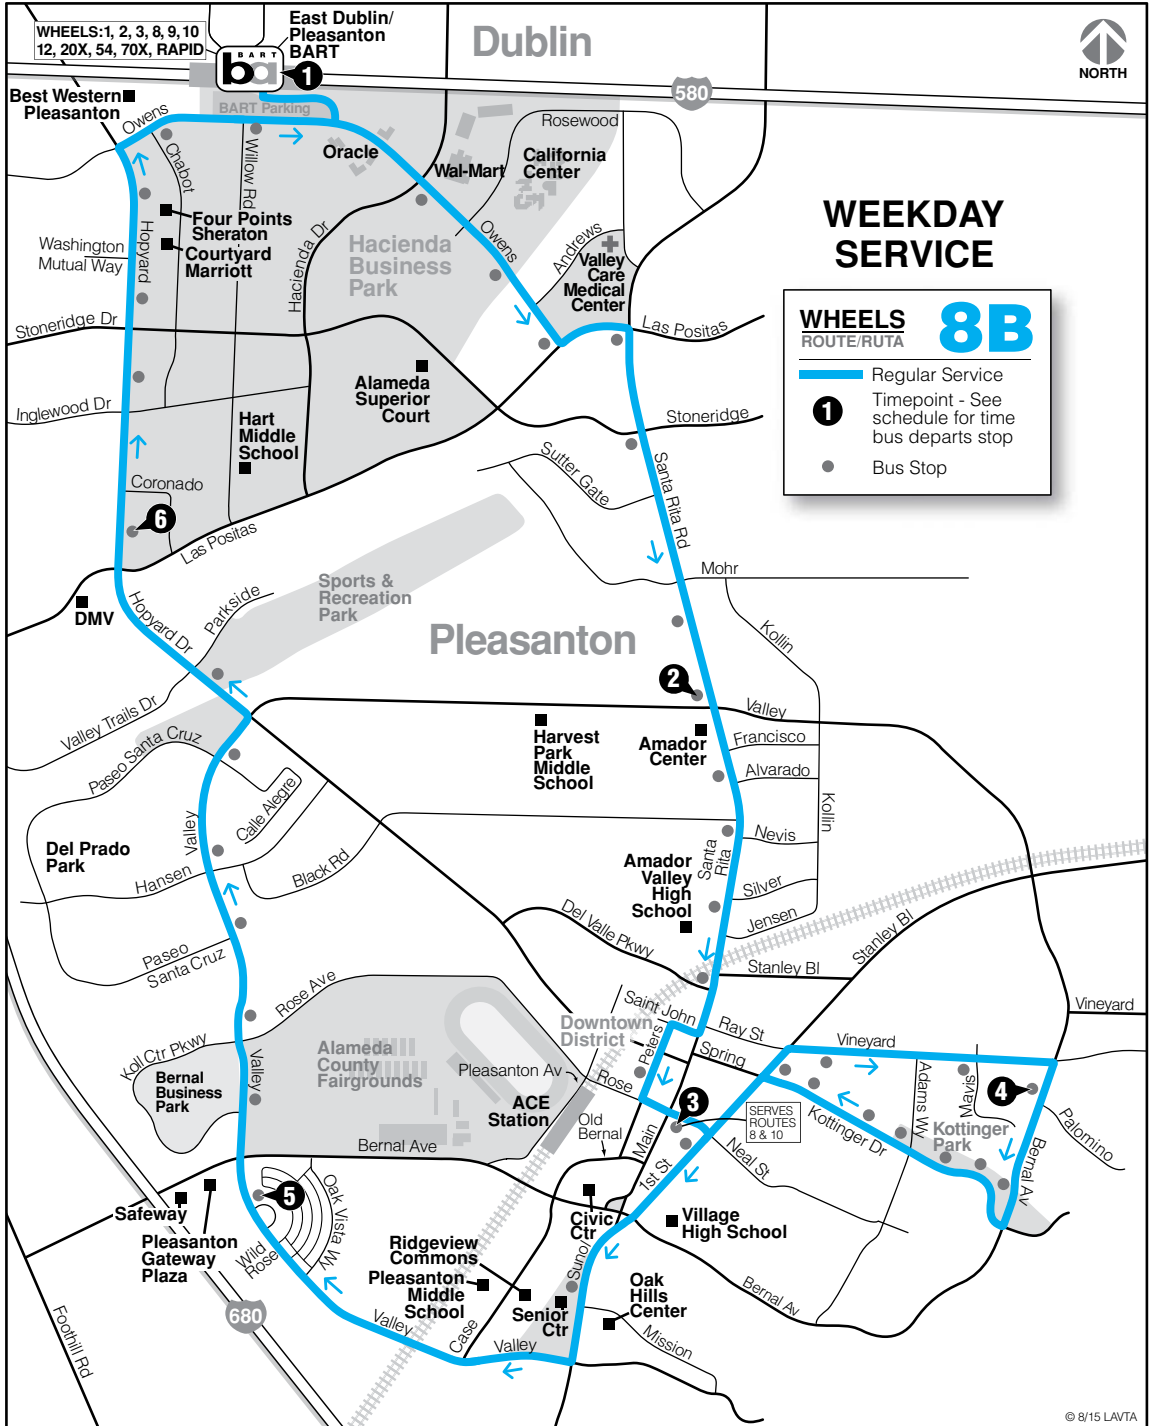 WHEELS:1, 2, 3, 8, 9, 10
12, 20X, 54, 70X, RAPID
BART
ba
East Dublin/
Pleasanton
BART
1
Dublin
NORTH
580
Best Western
Pleasanton
BART Parking
Owens
Chabot
Willow Rd
Oracle
Wal-Mart
Rosewood
California
Center
Four Points
Sheraton
Courtyard
Marriott
Washington
Mutual Way
Hopyard
Hacienda Dr
Hacienda
Business
Park
Owens
Andrews
Valley
Care
Medical
Center
WEEKDAY
SERVICE
WHEELS
ROUTE/RUTA
8B
Regular Service
1
Timepoint - See
schedule for time
bus departs stop
Bus Stop
Stoneridge Dr
Las Positas
Alameda
Superior
Court
Inglewood Dr
Hart
Middle
School
Stoneridge
Coronado
Sutter Gate
Santa Rita Rd
6
Las Positas
Mohr
DMV
Hopyard Dr
Parkside
Sports &
Recreation
Park
Pleasanton
Kollin
2
Valley Trails Dr
Paseo Santa Cruz
Valley
Harvest
Park
Middle
School
Amador
Center
Francisco
Alvarado
Calle Alegre
Valley
Kollin
Del Prado
Park
Hansen
Black Rd
Santa
Rita
Nevis
Amador
Valley
High
School
Silver
Jensen
Del Valle Pkwy
Stanley Bl
Stanley Bl
Paseo
Santa Cruz
Rose Ave
Saint John
Ray St
Vineyard
Vineyard
Downtown
District
Peters
Spring
Koll Ctr Pkwy
Valley
Alameda
County
Fairgrounds
Pleasanton Av
Rose
Bernal
Business
Park
ACE
Station
3
SERVES
ROUTES
8 & 10
Adams Wy
Mavis
4
Kottinger Dr
Kottinger
Park
Palomino
Old
Bernal
Main
Bernal Ave
1st St
Neal St
Bernal Av
5
Oak Vista Wy
Safeway
Pleasanton
Gateway
Plaza
Wild
Rose
Civic
Ctr
Village
High School
Ridgeview
Commons
Pleasanton
Middle
School
Sunol
Senior
Ctr
Oak
Hills
Center
Bernal Av
680
Foothill Rd
Valley
Case
Valley
Mission
© 8/15 LAVTA